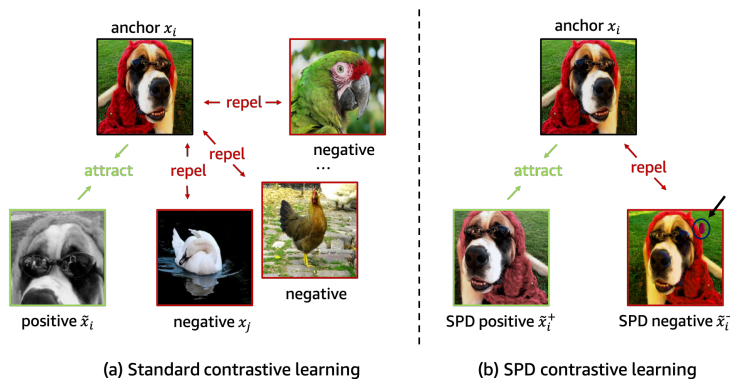 anchor xᵢ
repel
negative
...
attract
repel
repel
positive x̃ᵢ
negative xⱼ
negative
(a) Standard contrastive learning
anchor xᵢ
attract
repel
SPD positive x̃ᵢ⁺
SPD negative x̃ᵢ⁻
(b) SPD contrastive learning